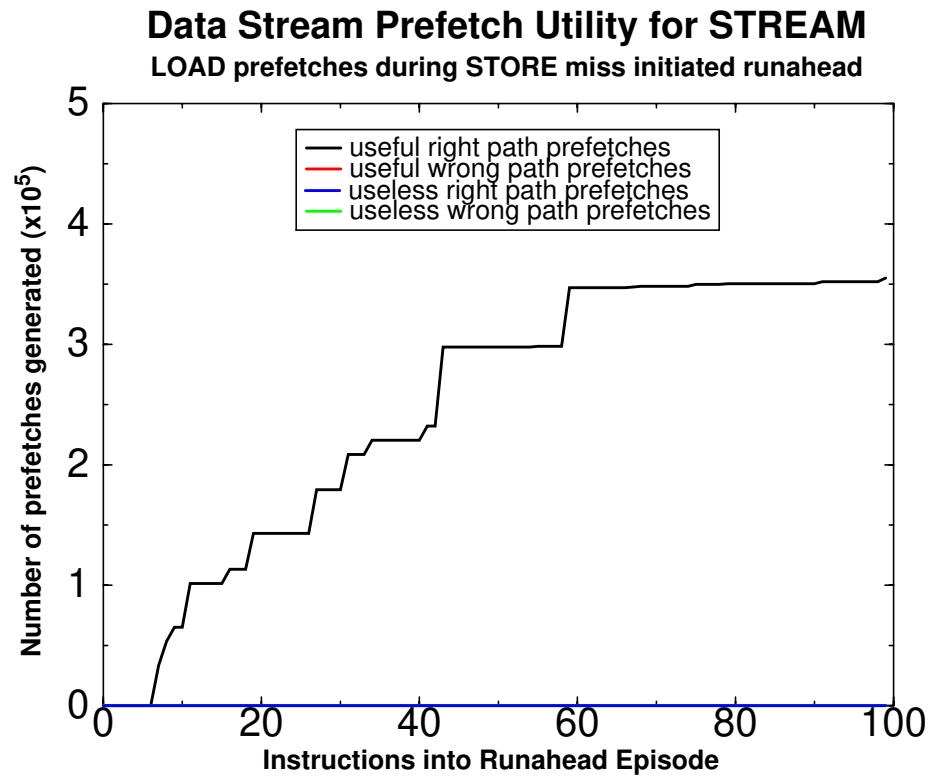 Data Stream Prefetch Utility for STREAM
LOAD prefetches during STORE miss initiated runahead
5
4
3
2
1
0
Number of prefetches generated (x10⁵)
useful right path prefetches
useful wrong path prefetches
useless right path prefetches
useless wrong path prefetches
0 20 40 60 80 100
Instructions into Runahead Episode